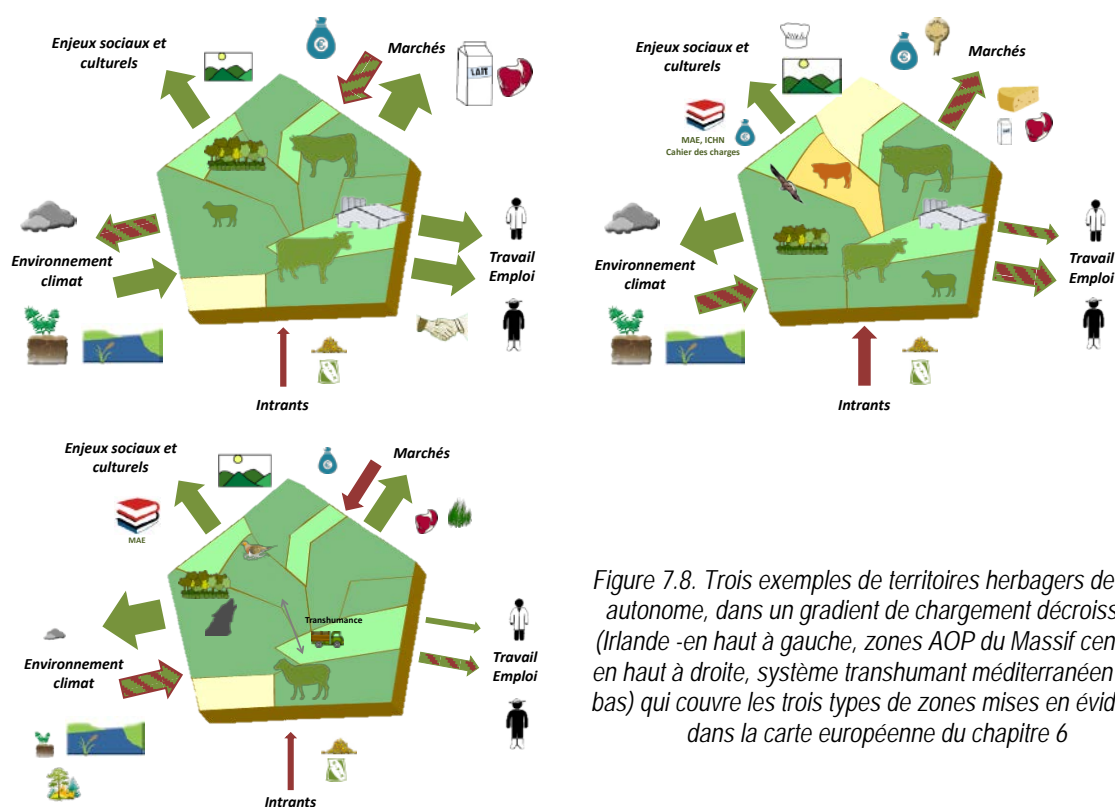 Enjeux sociaux et
culturels
Marchés
LAIT
Environnement
climat
Travail
Emploi
Intrants
Enjeux sociaux et
culturels
Marchés
MAE, ICHN
Cahier des charges
Environnement
climat
Travail
Emploi
Intrants
Enjeux sociaux et
culturels
Marchés
MAE
Transhumance
Environnement
climat
Travail
Emploi
Intrants
Figure 7.8. Trois exemples de territoires herbagers de
autonome, dans un gradient de chargement décroiss
(Irlande -en haut à gauche, zones AOP du Massif cen
en haut à droite, système transhumant méditerranéen
bas) qui couvre les trois types de zones mises en évid
dans la carte européenne du chapitre 6